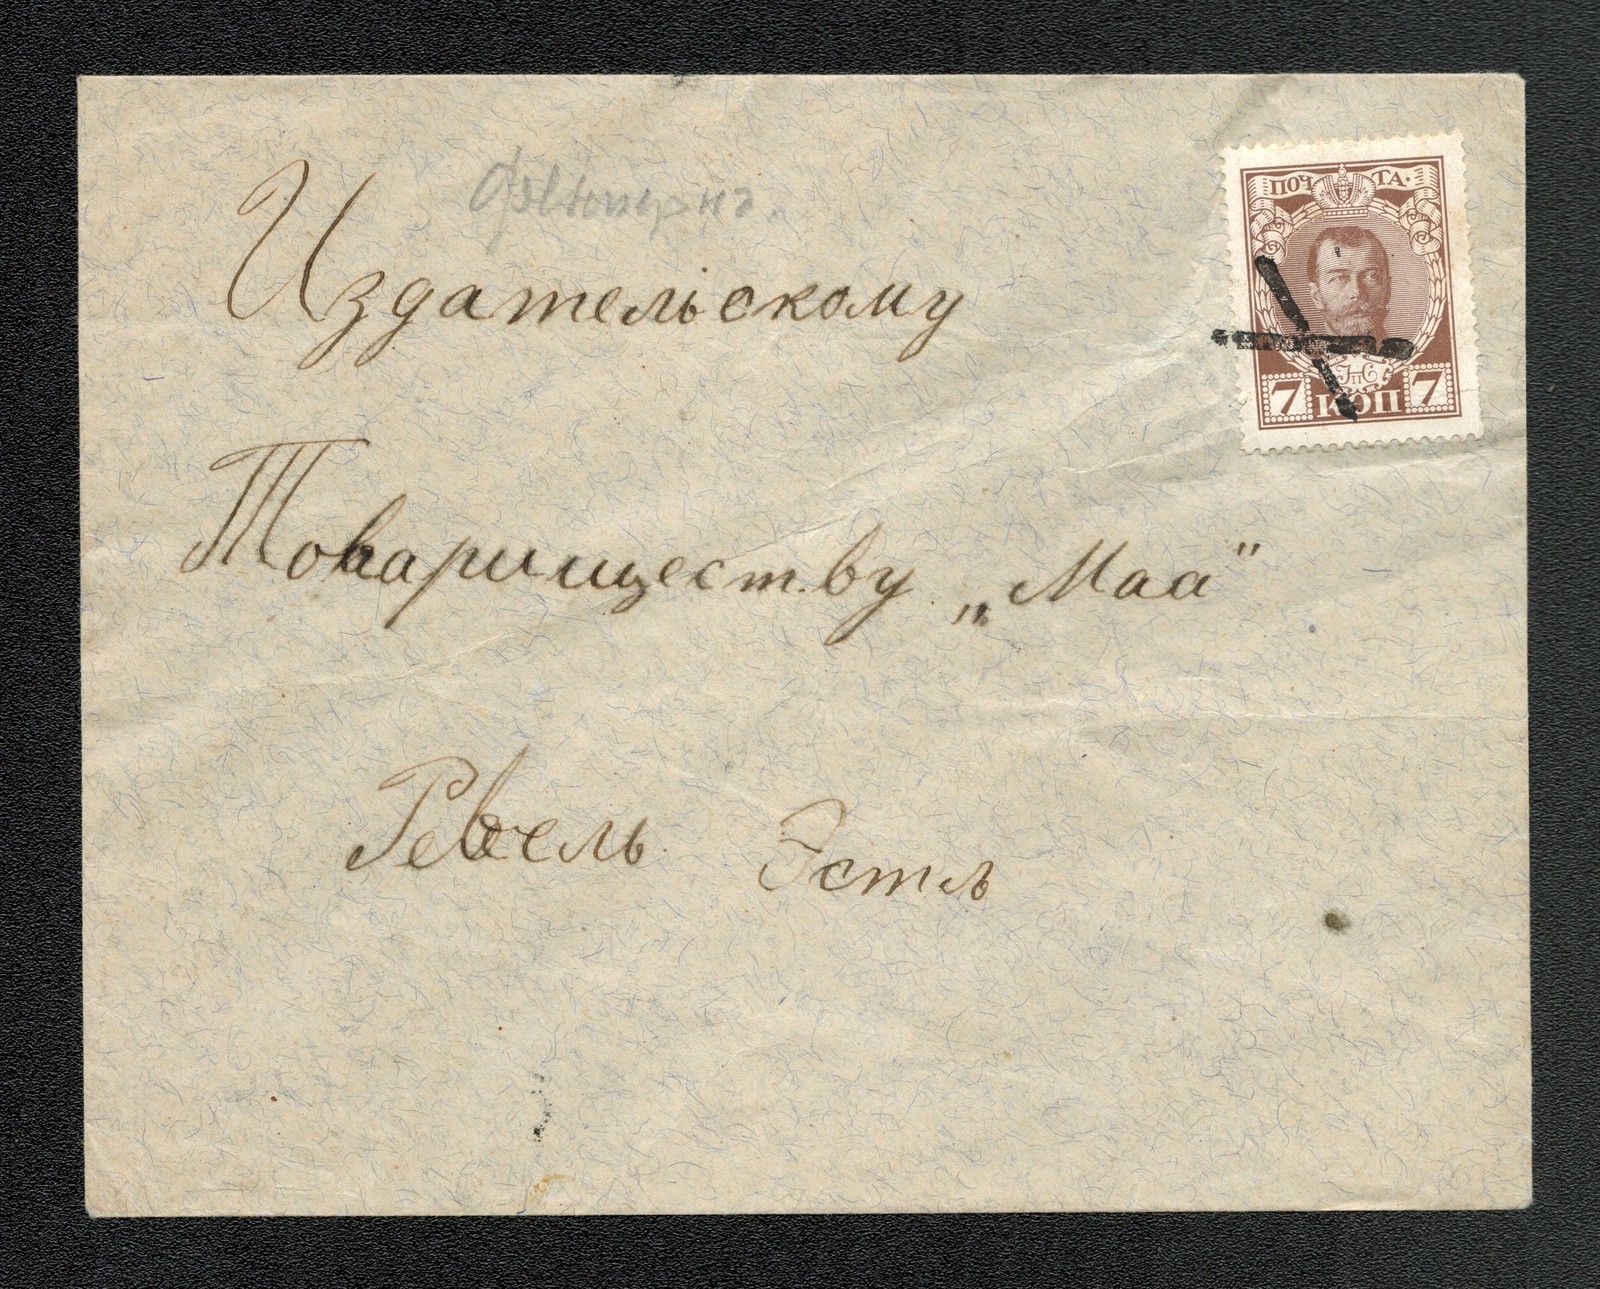 ПОЧТА
7 КОП 7
Издательскому
Товариществу „Маа"
Ревель Эстл